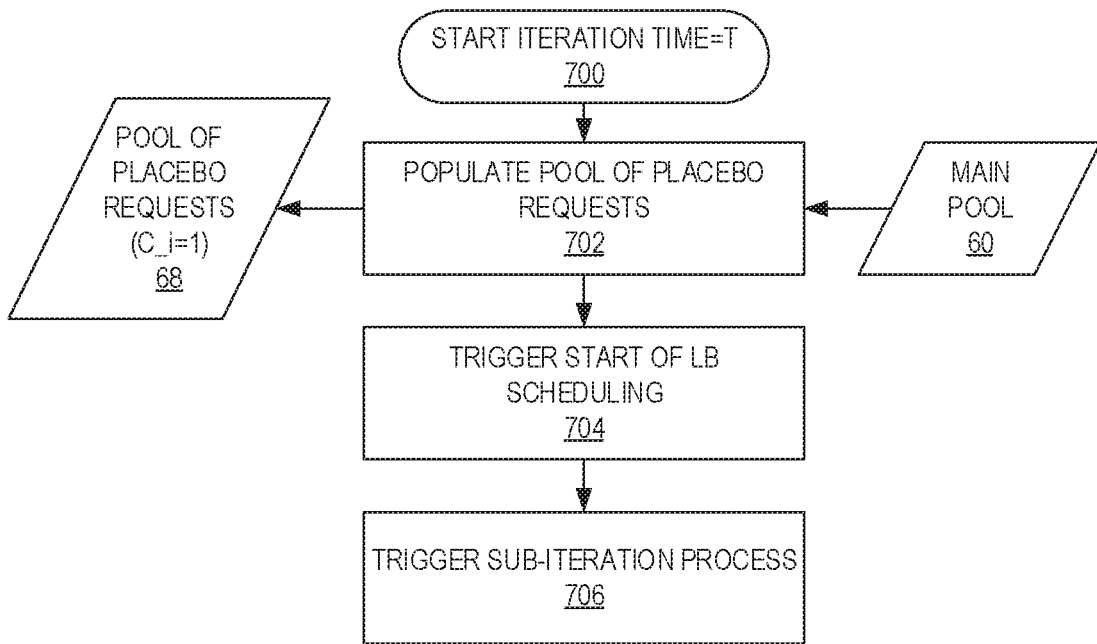 START ITERATION TIME=T
700
POOL OF
PLACEBO
REQUESTS
(C_i=1)
68
POPULATE POOL OF PLACEBO
REQUESTS
702
MAIN
POOL
60
TRIGGER START OF LB
SCHEDULING
704
TRIGGER SUB-ITERATION PROCESS
706